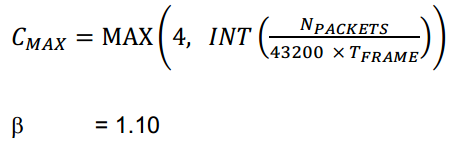 C_MAX = MAX(4, INT(N_PACKETS / 43200 × T_FRAME))
β = 1.10